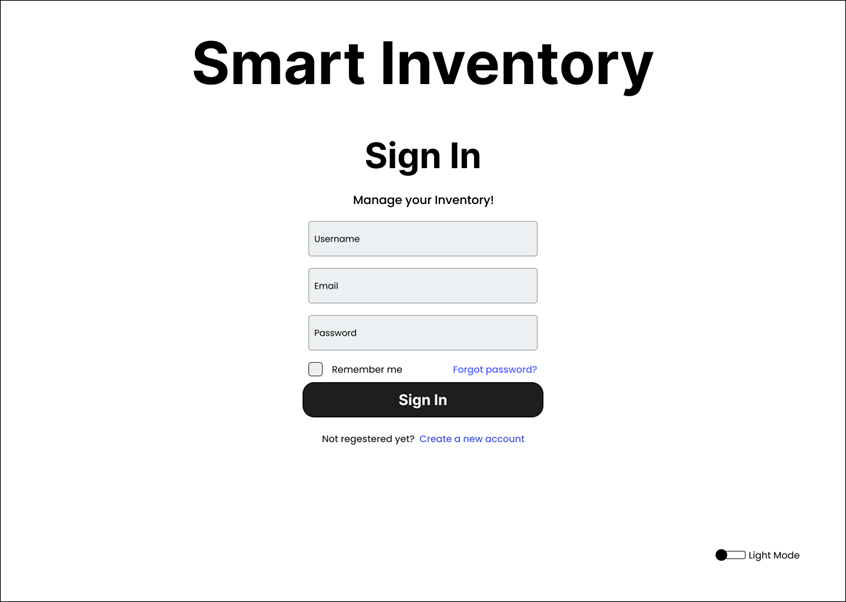 Smart Inventory
Sign In
Manage your Inventory!
Username
Email
Password
Remember me Forgot password?
Sign In
Not regestered yet? Create a new account
Light Mode